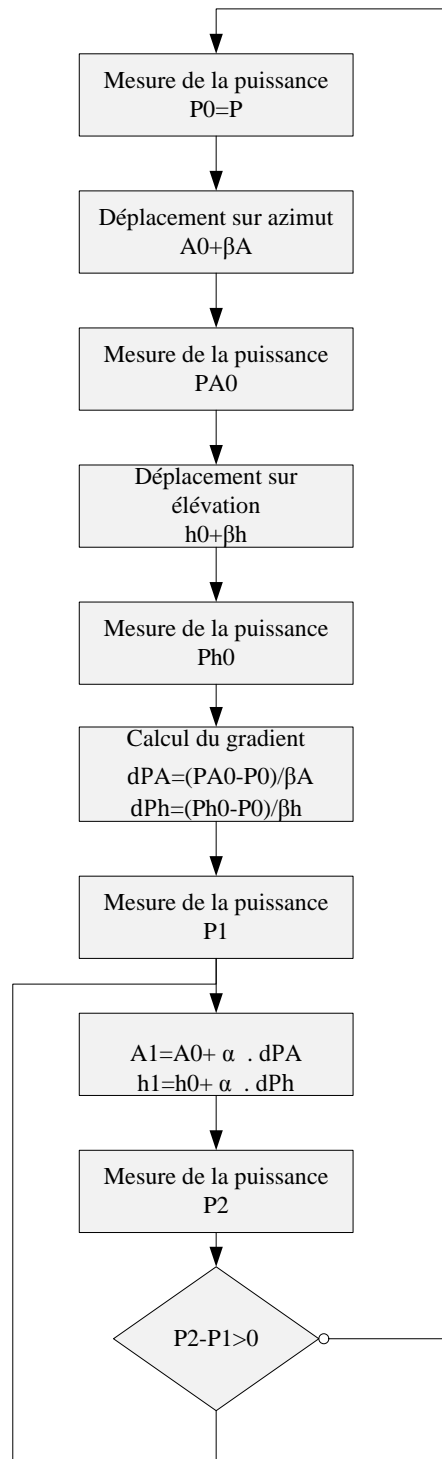 Mesure de la puissance
P0=P
Déplacement sur azimut
A0+βA
Mesure de la puissance
PA0
Déplacement sur
élévation
h0+βh
Mesure de la puissance
Ph0
Calcul du gradient
dPA=(PA0-P0)/βA
dPh=(Ph0-P0)/βh
Mesure de la puissance
P1
A1=A0+ α . dPA
h1=h0+ α . dPh
Mesure de la puissance
P2
P2-P1>0